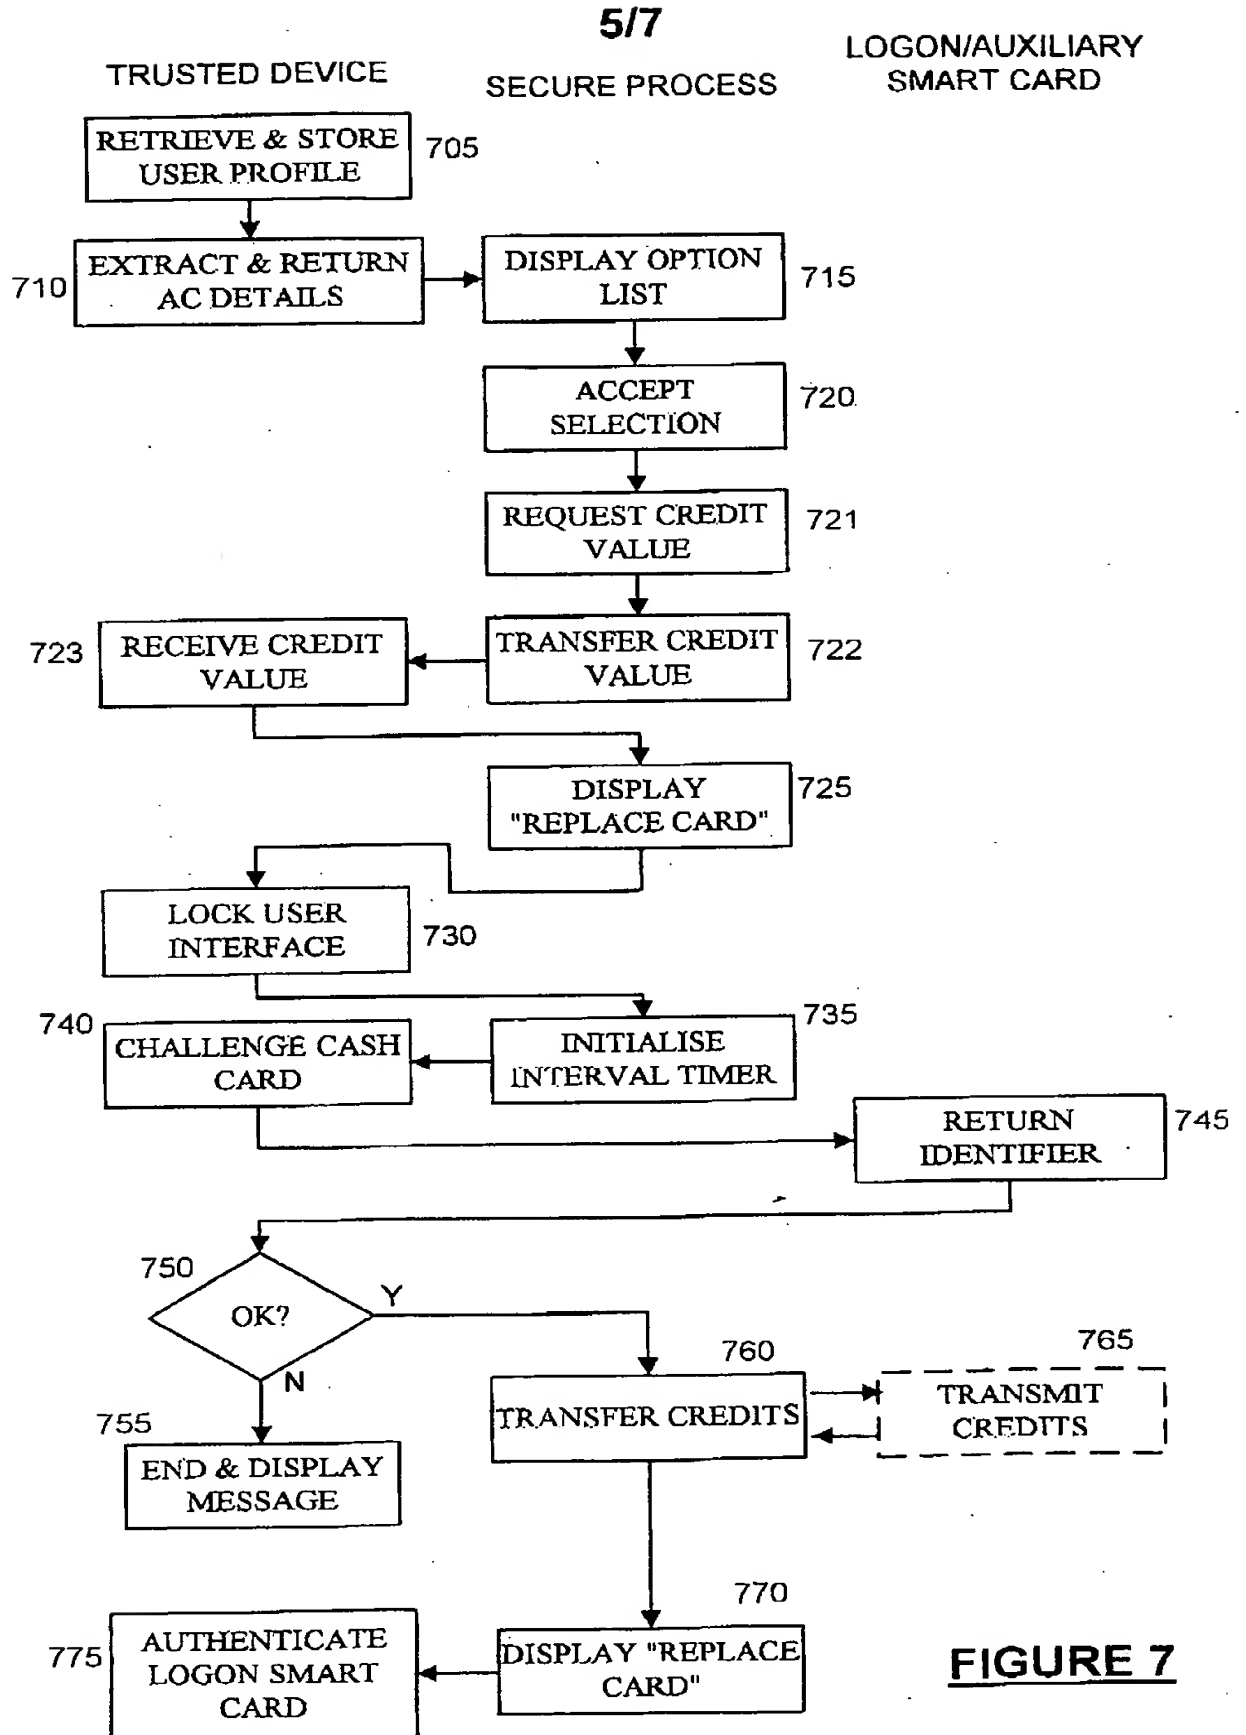 5/7
TRUSTED DEVICE
SECURE PROCESS
LOGON/AUXILIARY
SMART CARD
RETRIEVE & STORE
USER PROFILE
705
710
EXTRACT & RETURN
AC DETAILS
DISPLAY OPTION
LIST
715
ACCEPT
SELECTION
720
REQUEST CREDIT
VALUE
721
723
RECEIVE CREDIT
VALUE
TRANSFER CREDIT
VALUE
722
DISPLAY
"REPLACE CARD"
725
LOCK USER
INTERFACE
730
740
CHALLENGE CASH
CARD
735
INITIALISE
INTERVAL TIMER
RETURN
IDENTIFIER
745
750
OK?
Y
N
760
TRANSFER CREDITS
765
TRANSMIT
CREDITS
755
END & DISPLAY
MESSAGE
770
DISPLAY "REPLACE
CARD"
775
AUTHENTICATE
LOGON SMART
CARD
FIGURE 7